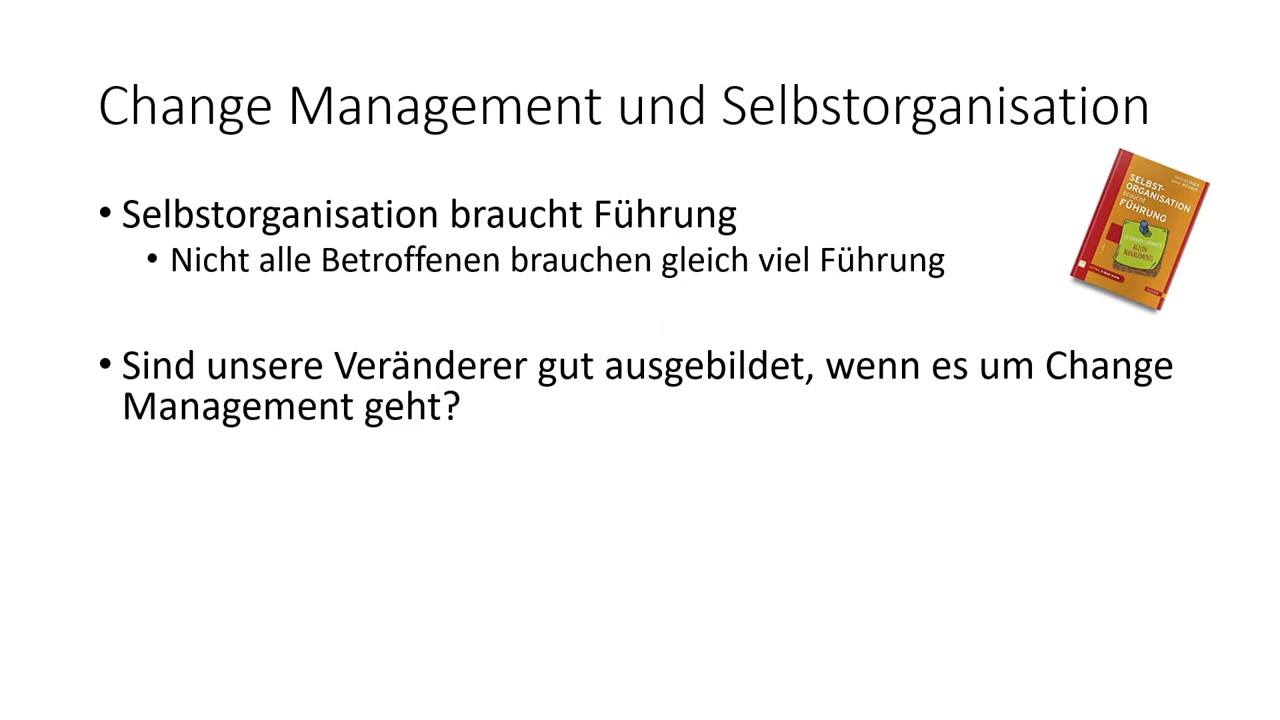 Change Management und Selbstorganisation
• Selbstorganisation braucht Führung
• Nicht alle Betroffenen brauchen gleich viel Führung
• Sind unsere Veränderer gut ausgebildet, wenn es um Change
Management geht?
SELBST-
ORGANISATION
braucht
FÜHRUNG
MANAGEMENTS